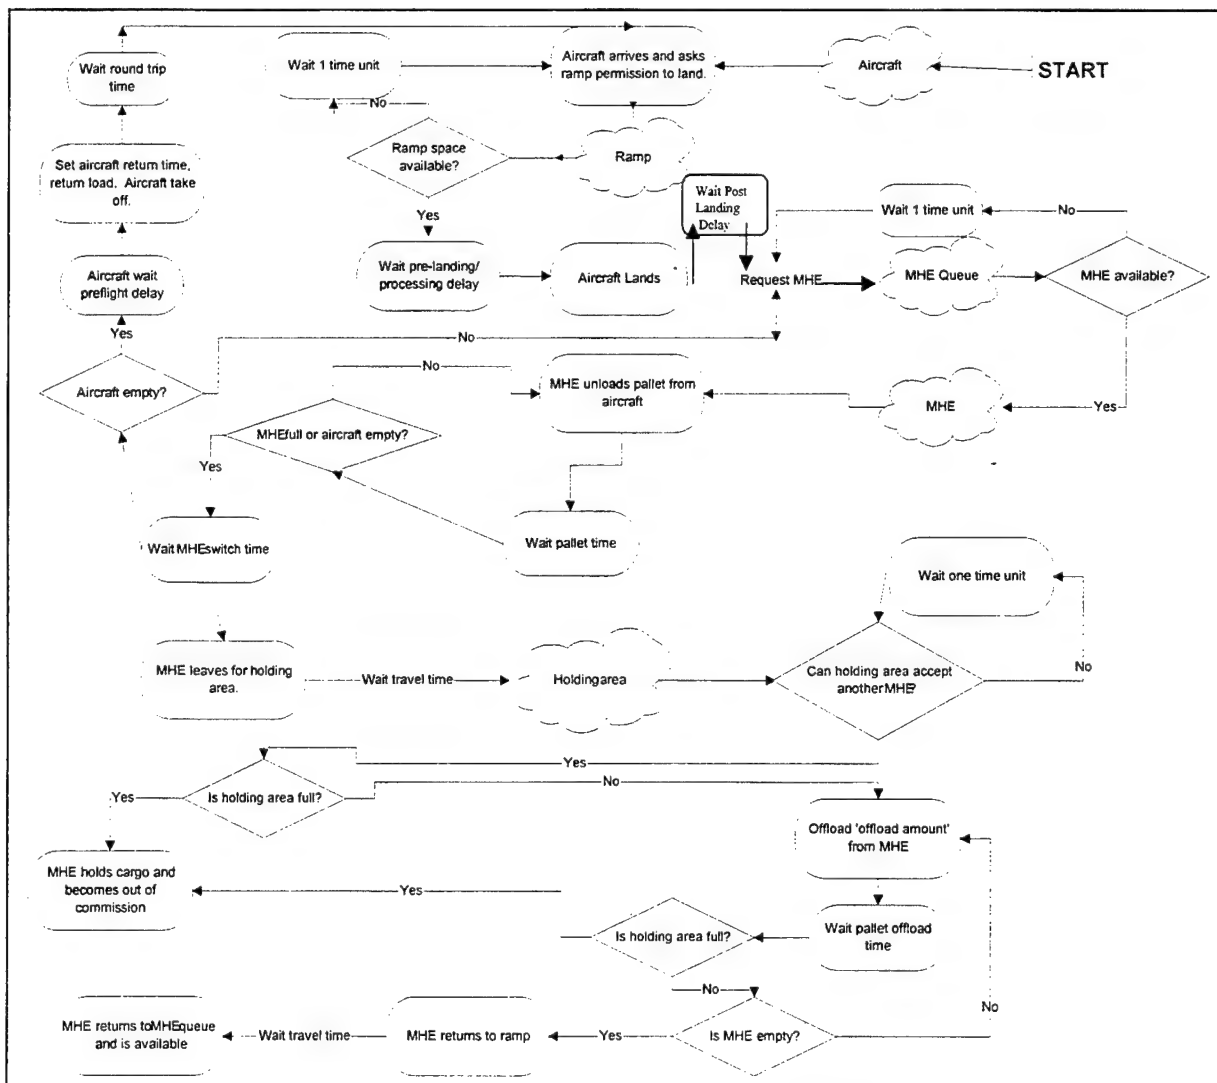 START
Aircraft
Aircraft arrives and asks
ramp permission to land.
Wait 1 time unit
Wait round trip
time
No
Ramp space
available?
Ramp
Set aircraft return time,
return load. Aircraft take
off.
Yes
Wait Post
Landing
Delay
Wait 1 time unit
No
Aircraft wait
preflight delay
Wait pre-landing/
processing delay
Aircraft Lands
Request MHE
MHE Queue
MHE available?
Yes
No
Aircraft empty?
No
MHE unloads pallet from
aircraft
MHE
Yes
MHEfull or aircraft empty?
Yes
Wait MHEswitch time
Wait pallet time
Wait one time unit
MHE leaves for holding
area.
Wait travel time
Holdingarea
Can holding area accept
another MHE?
No
Yes
No
Yes
Is holding area full?
Offload 'offload amount'
from MHE
MHE holds cargo and
becomes out of
commission
Yes
Is holding area full?
Wait pallet offload
time
No
No
MHE returns toMHEqueue
and is available
Wait travel time
MHE returns to ramp
Yes
Is MHE empty?